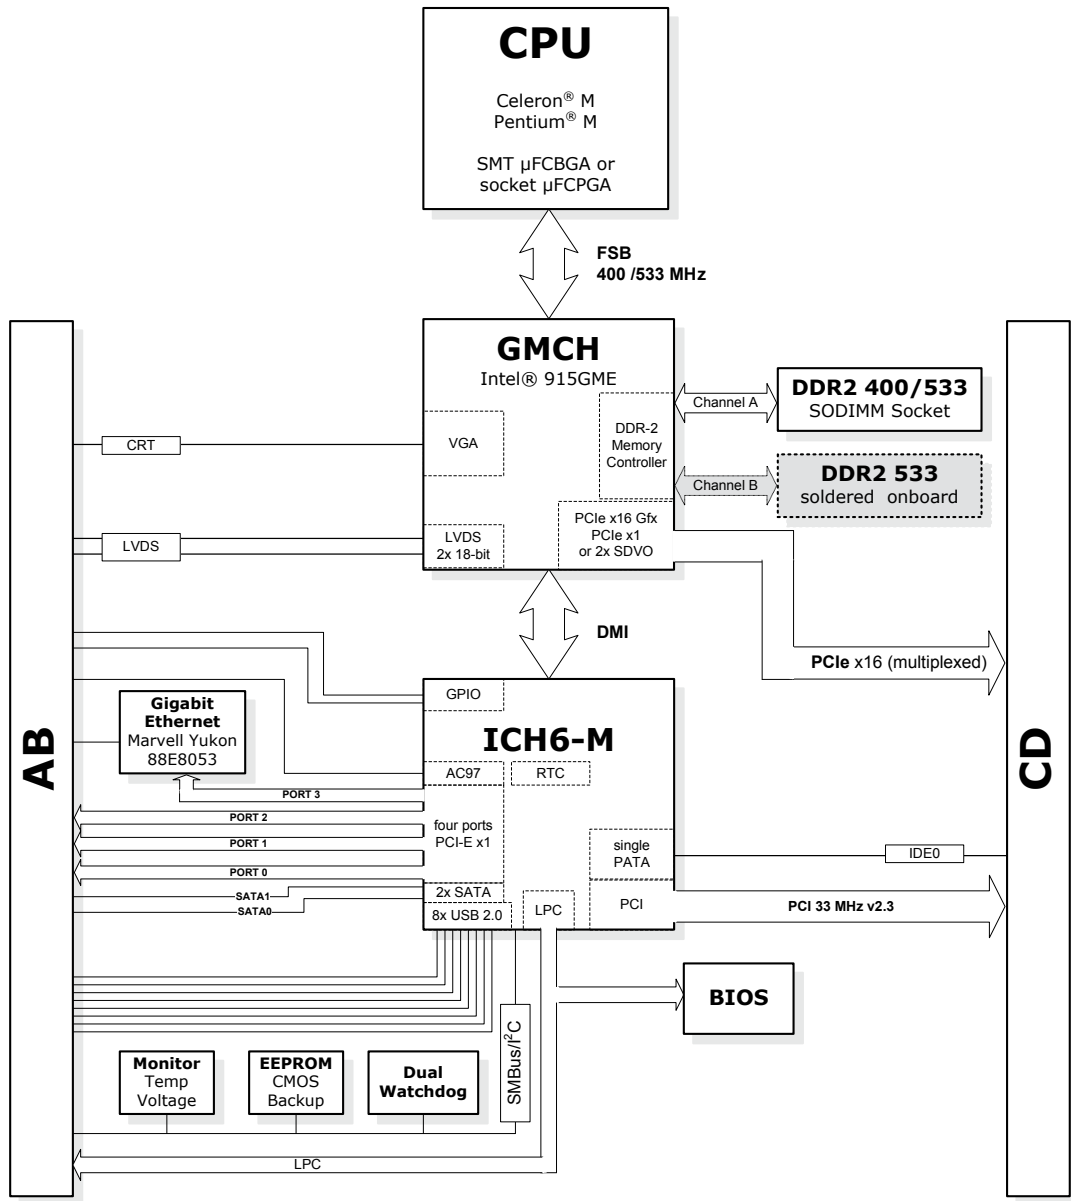 CPU
Celeron® M
Pentium® M
SMT µFCBGA or
socket µFCPGA
FSB
400 /533 MHz
GMCH
Intel® 915GME
VGA
DDR-2
Memory
Controller
LVDS
2x 18-bit
PCIe x16 Gfx
PCIe x1
or 2x SDVO
CRT
LVDS
Channel A
DDR2 400/533
SODIMM Socket
Channel B
DDR2 533
soldered onboard
DMI
PCIe x16 (multiplexed)
AB
CD
GPIO
ICH6-M
Gigabit
Ethernet
Marvell Yukon
88E8053
AC97
RTC
PORT 3
PORT 2
PORT 1
PORT 0
four ports
PCI-E x1
single
PATA
IDE0
SATA1
SATA0
2x SATA
8x USB 2.0
LPC
PCI
PCI 33 MHz v2.3
BIOS
SMBus/I²C
Monitor
Temp
Voltage
EEPROM
CMOS
Backup
Dual
Watchdog
LPC